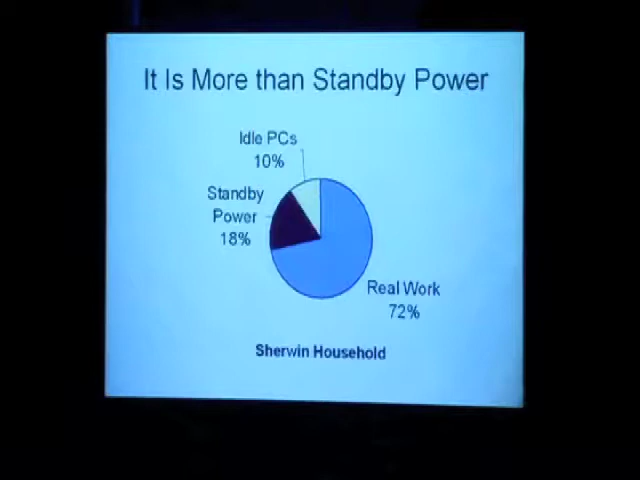 It Is More than Standby Power
Idle PCs
10%
Standby
Power
18%
Real Work
72%
Sherwin Household